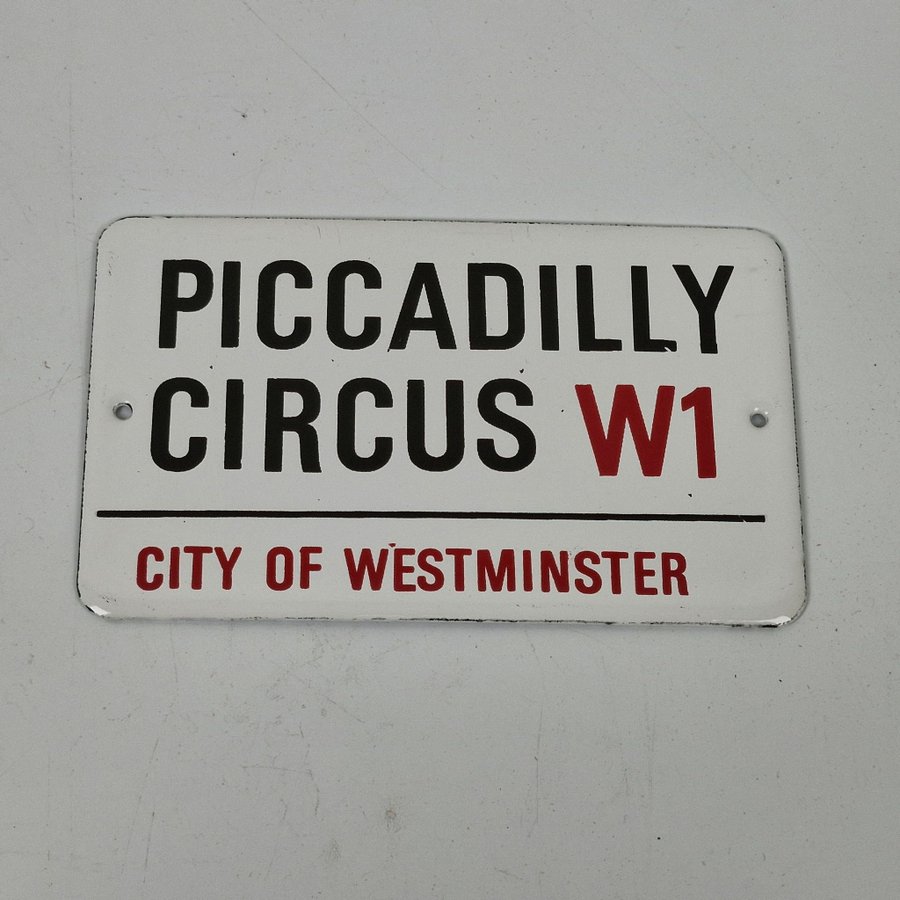 PICCADILLY
CIRCUS W1
CITY OF WESTMINSTER